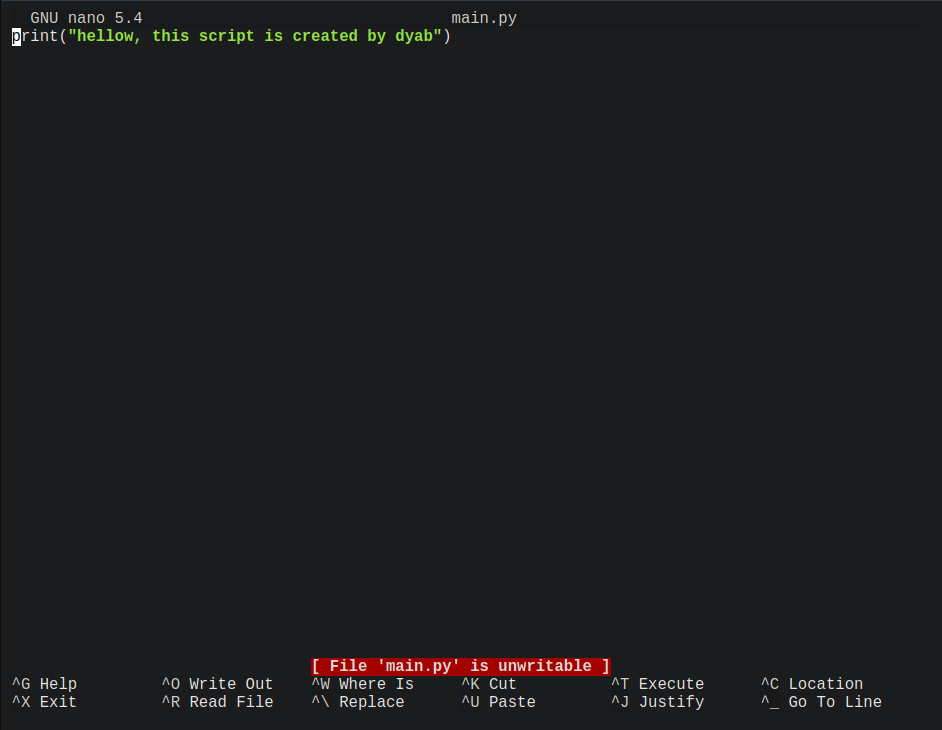 GNU nano 5.4 main.py
print("hellow, this script is created by dyab")
[ File 'main.py' is unwritable ]
^G Help ^O Write Out ^W Where Is ^K Cut ^T Execute ^C Location
^X Exit ^R Read File ^\ Replace ^U Paste ^J Justify ^_ Go To Line